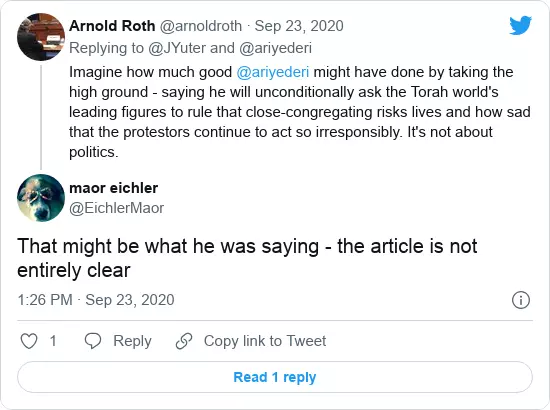 Arnold Roth @arnoldroth · Sep 23, 2020
Replying to @JYuter and @ariyederi
Imagine how much good @ariyederi might have done by taking the
high ground - saying he will unconditionally ask the Torah world's
leading figures to rule that close-congregating risks lives and how sad
that the protestors continue to act so irresponsibly. It's not about
politics.
maor eichler
@EichlerMaor
That might be what he was saying - the article is not
entirely clear
1:26 PM · Sep 23, 2020
1 Reply Copy link to Tweet
Read 1 reply